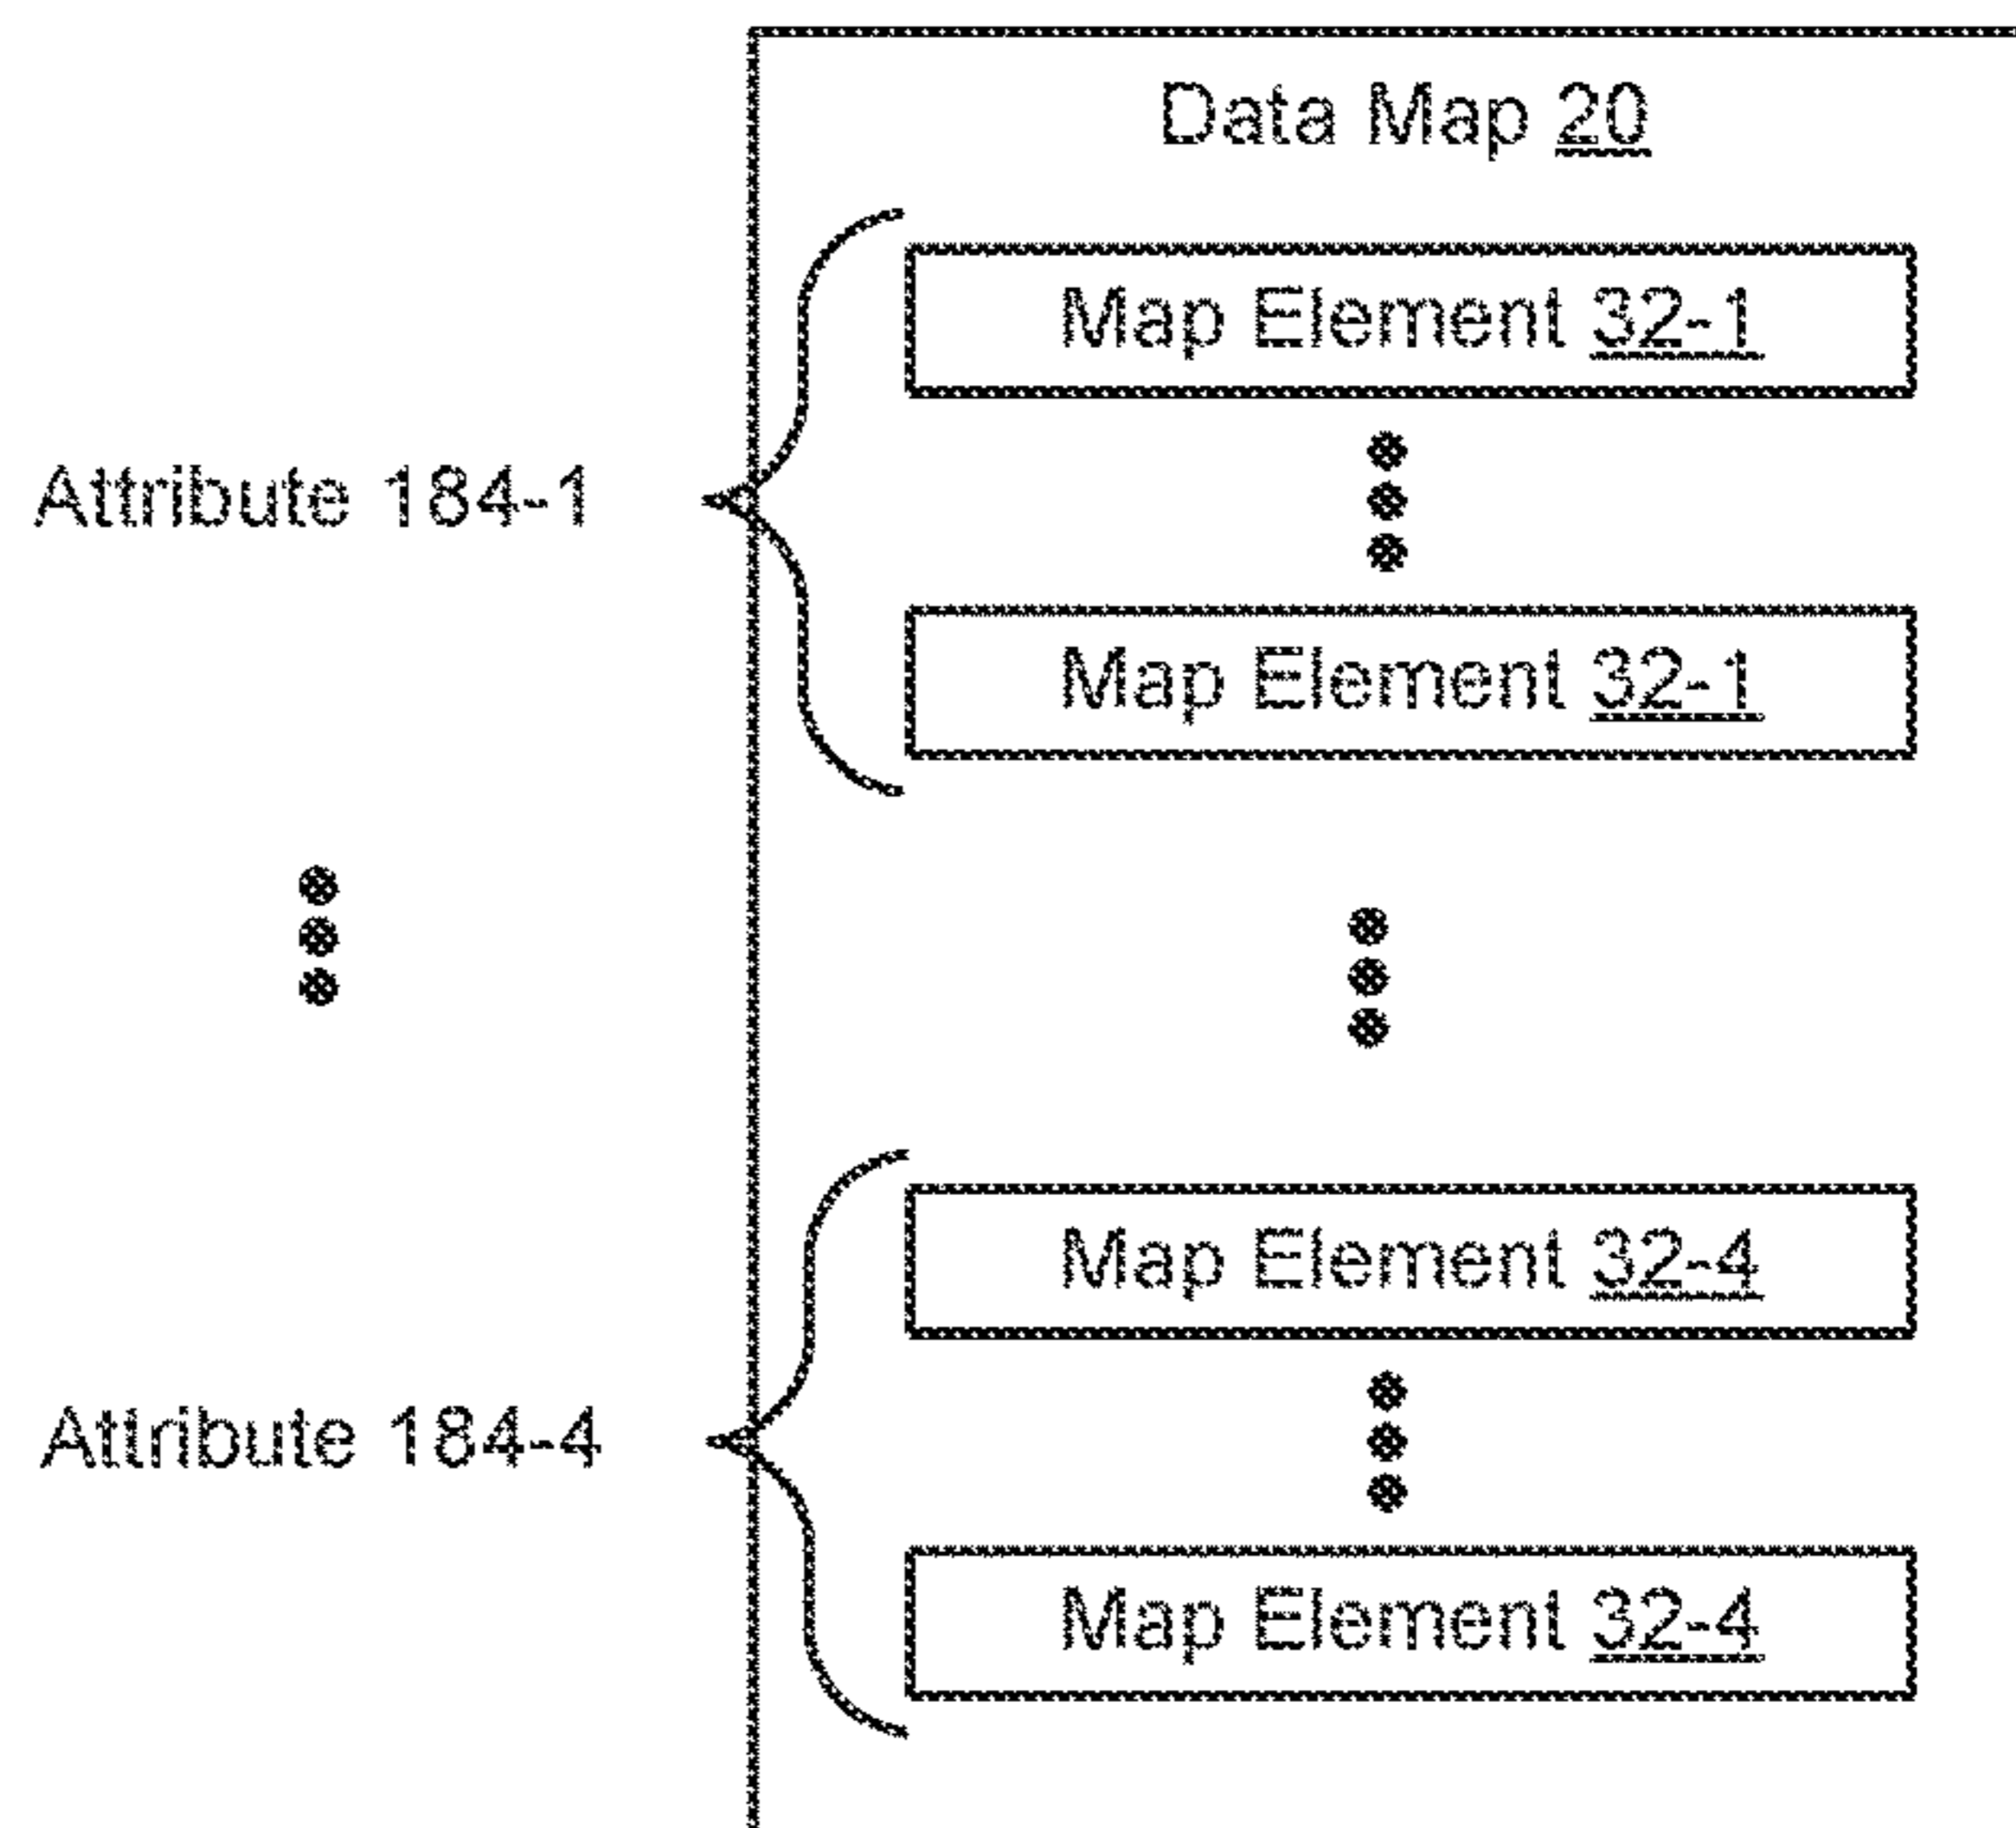 Data Map 20
Map Element 32-1
Attribute 184-1
Map Element 32-1
Map Element 32-4
Attribute 184-4
Map Element 32-4